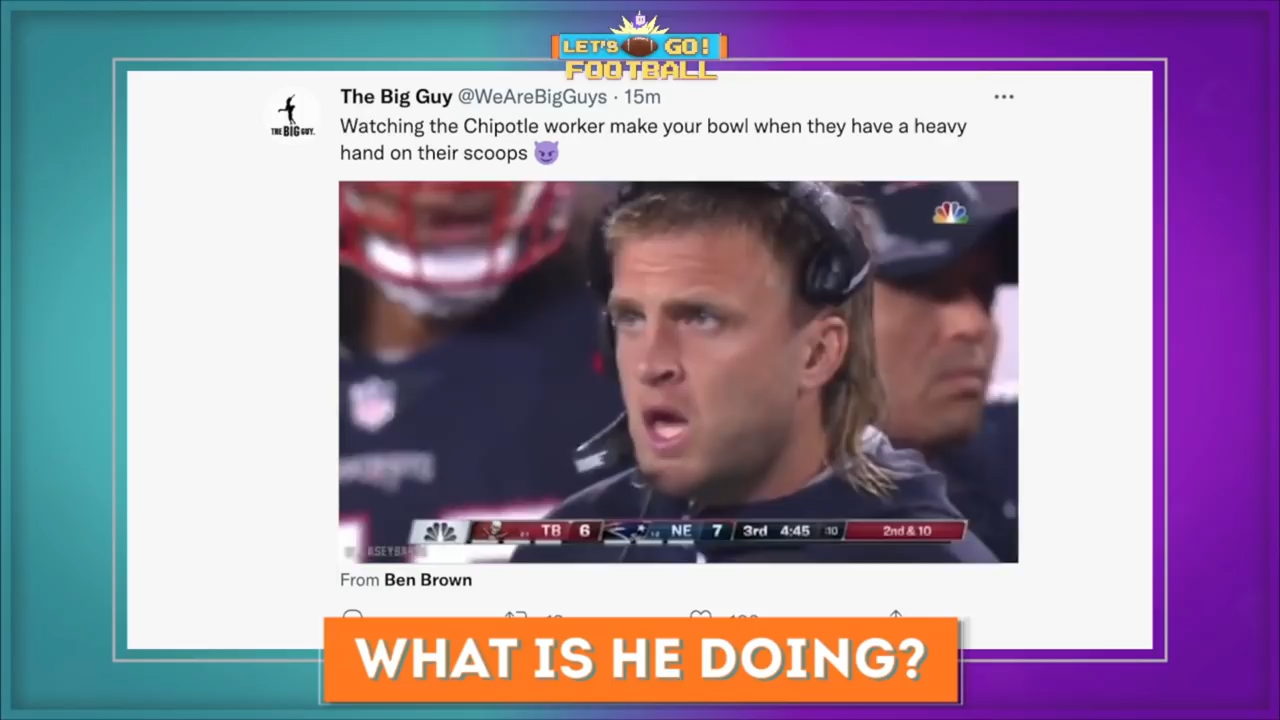 LET'S GO!
FOOTBALL
The Big Guy @WeAreBigGuys · 15m
Watching the Chipotle worker make your bowl when they have a heavy
hand on their scoops 😈
THE BIG GUY.
TB 6 NE 7 3rd 4:45 :10 2nd & 10
From Ben Brown
WHAT IS HE DOING?